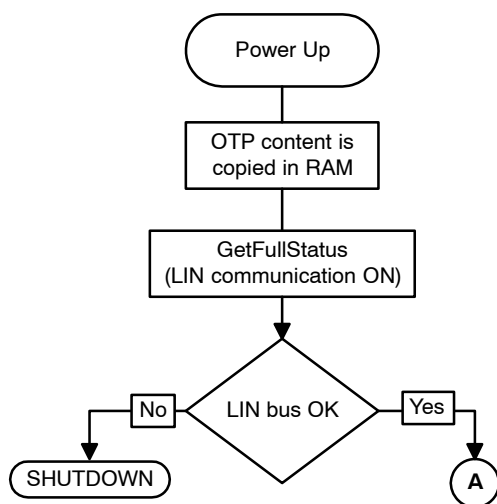 Power Up
OTP content is
copied in RAM
GetFullStatus
(LIN communication ON)
LIN bus OK
No
Yes
SHUTDOWN
A